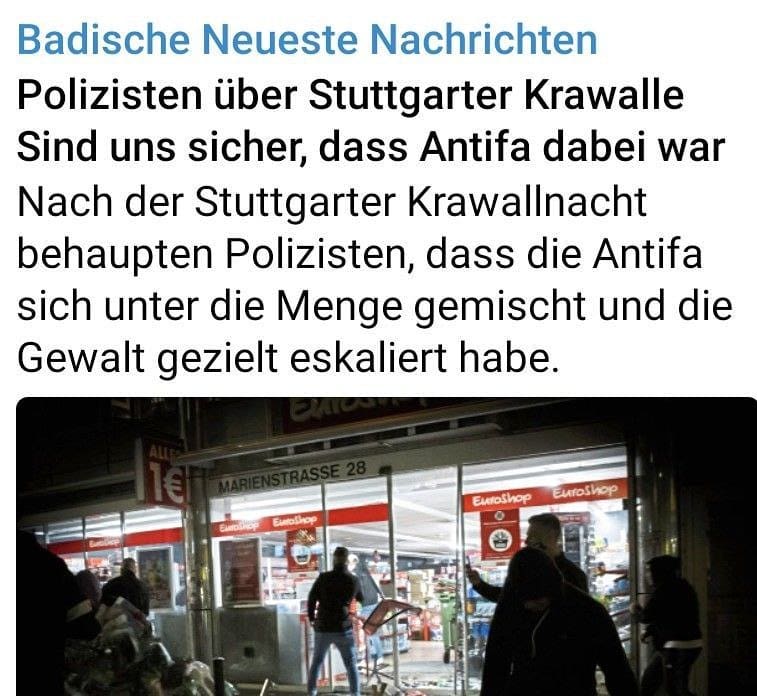 Badische Neueste Nachrichten
Polizisten über Stuttgarter Krawalle
Sind uns sicher, dass Antifa dabei war
Nach der Stuttgarter Krawallnacht
behaupten Polizisten, dass die Antifa
sich unter die Menge gemischt und die
Gewalt gezielt eskaliert habe.
EuroShop
ALLES
1€
MARIENSTRASSE 28
EuroShop EuroShop
EuroShop EuroShop
EuroShop